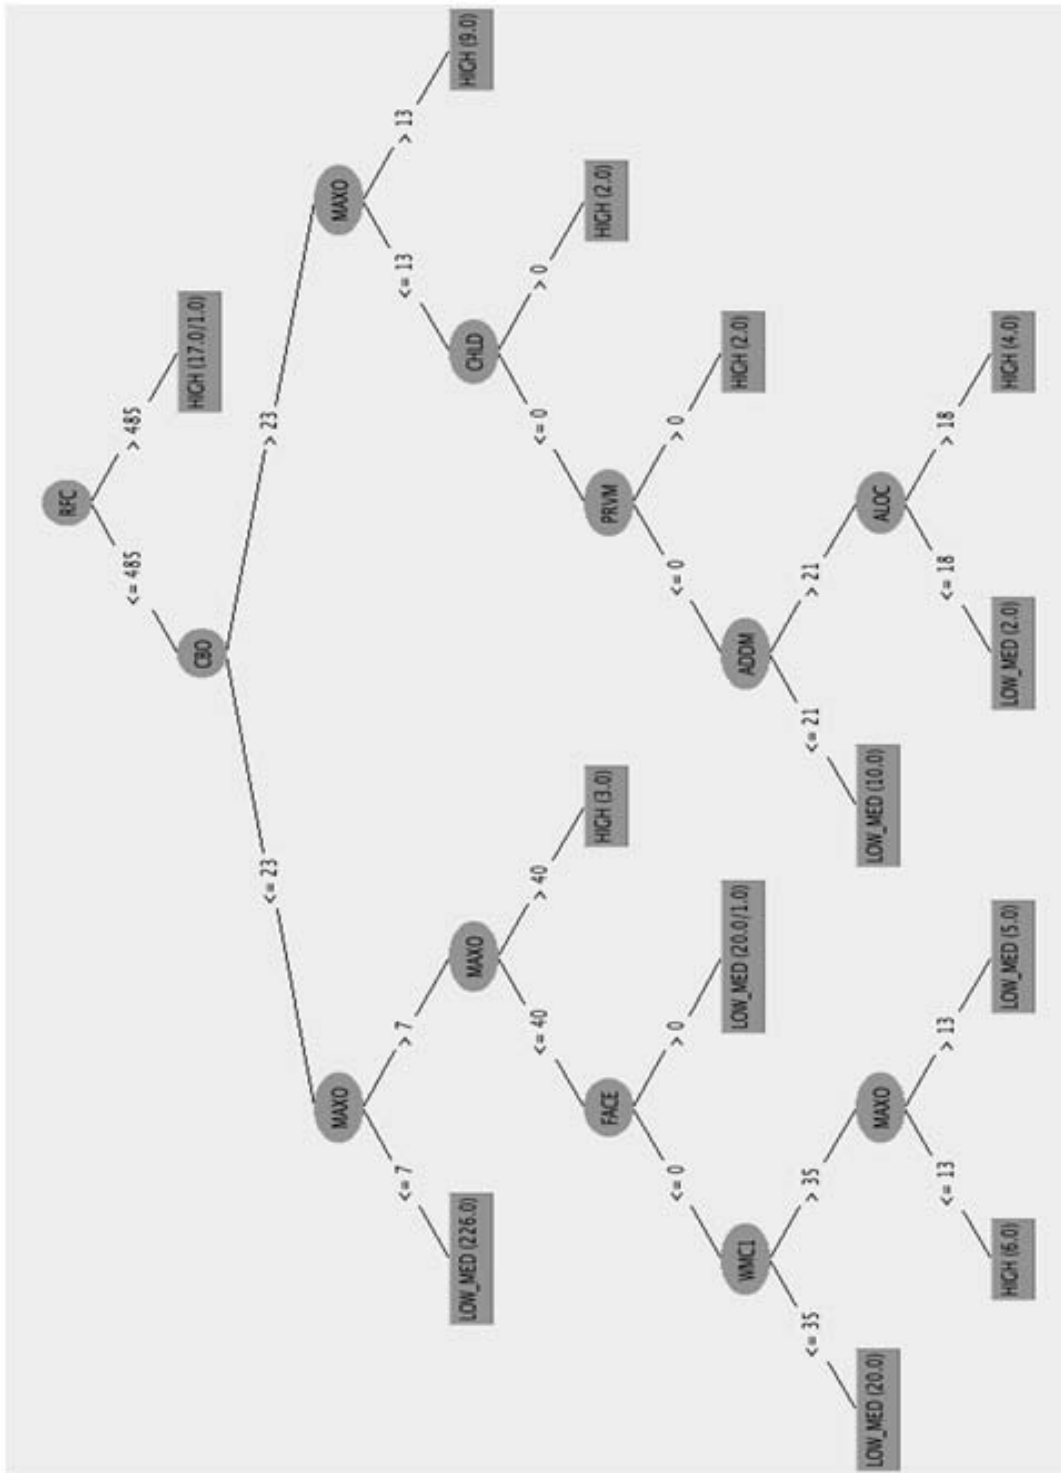 RFC
<= 485
> 485
CBO
HIGH (17.0/1.0)
<= 23
> 23
MAXO
MAXO
<= 7
> 7
<= 13
> 13
LOW_MED (226.0)
MAXO
CHLD
HIGH (9.0)
<= 40
> 40
<= 0
> 0
FACE
HIGH (3.0)
PRVM
HIGH (2.0)
<= 0
> 0
<= 0
> 0
WMC1
LOW_MED (20.0/1.0)
ADDM
HIGH (2.0)
<= 35
> 35
<= 21
> 21
LOW_MED (20.0)
MAXO
LOW_MED (10.0)
ALOC
<= 13
> 13
<= 18
> 18
HIGH (6.0)
LOW_MED (5.0)
LOW_MED (2.0)
HIGH (4.0)